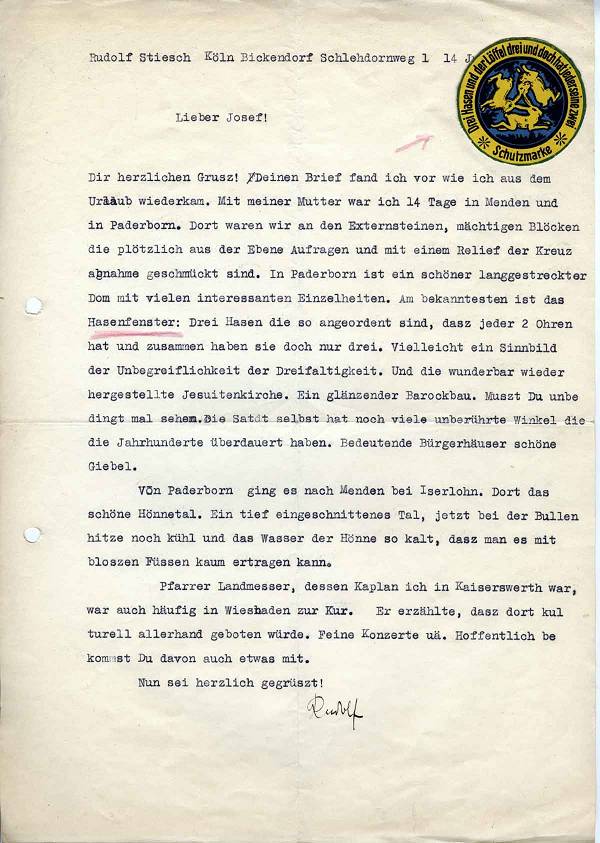 Rudolf Stiesch Köln Bickendorf Schlehdornweg 1 14
Drei Hasen und der Löffel drei und doch hat jeder seine zwei
Schutzmarke
Lieber Josef!
Dir herzlichen Grusz! Deinen Brief fand ich vor wie ich aus dem
Urlaub wiederkam. Mit meiner Mutter war ich 14 Tage in Menden und
in Paderborn. Dort waren wir an den Externsteinen, mächtigen Blöcken
die plötzlich aus der Ebene Aufragen und mit einem Relief der Kreuz
abnahme geschmückt sind. In Paderborn ist ein schöner langgestreckter
Dom mit vielen interessanten Einzelheiten. Am bekanntesten ist das
Hasenfenster: Drei Hasen die so angeordent sind, dasz jeder 2 Ohren
hat und zusammen haben sie doch nur drei. Vielleicht ein Sinnbild
der Unbegreiflichkeit der Dreifaltigkeit. Und die wunderbar wieder
hergestellte Jesuitenkirche. Ein glänzender Barockbau. Muszt Du unbe
dingt mal sehem.Die Satdt selbst hat noch viele unberührte Winkel die
die Jahrhunderte überdauert haben. Bedeutende Bürgerhäuser schöne
Giebel.
Von Paderborn ging es nach Menden bei Iserlohn. Dort das
schöne Hönnetal. Ein tief eingeschnittenes Tal, jetzt bei der Bullen
hitze noch kühl und das Wasser der Hönne so kalt, dasz man es mit
bloszen Füssen kaum ertragen kann.
Pfarrer Landmesser, dessen Kaplan ich in Kaiserswerth war,
war auch häufig in Wiesbaden zur Kur. Er erzählte, dasz dort kul
turell allerhand geboten würde. Feine Konzerte uä. Hoffentlich be
kommst Du davon auch etwas mit.
Nun sei herzlich gegrüszt!
Rudolf